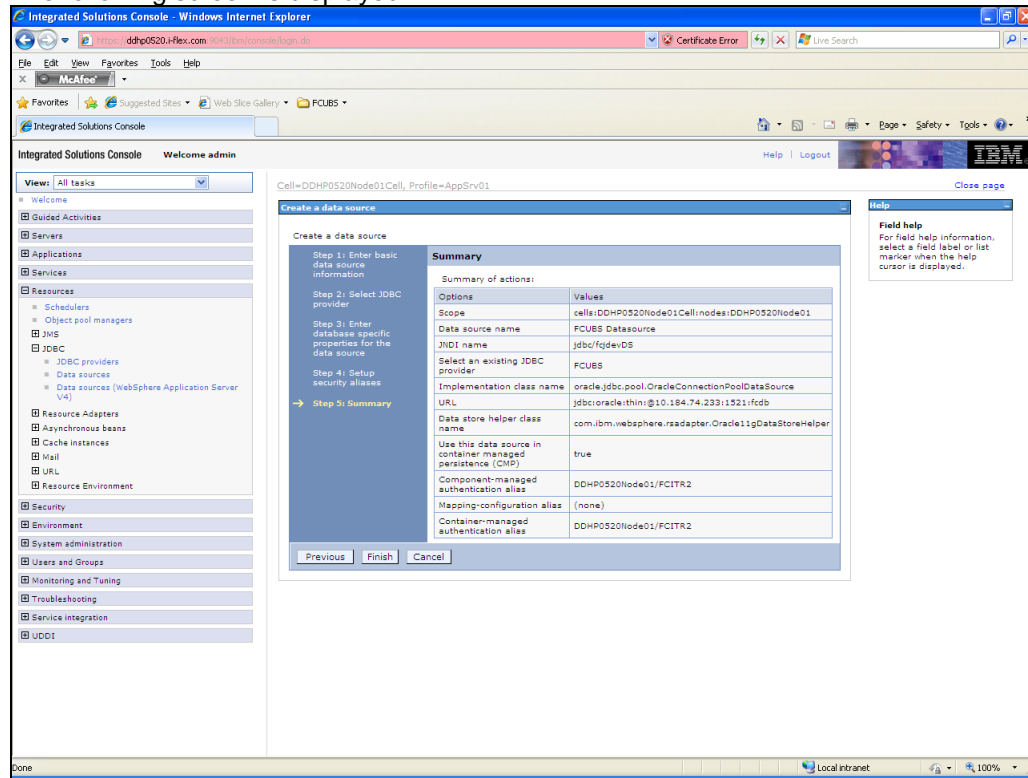 Integrated Solutions Console - Windows Internet Explorer
https://ddhp0520.i-flex.com:9043/ibm/console/login.do
Certificate Error
Live Search
File Edit View Favorites Tools Help
x McAfee
Favorites Suggested Sites Web Slice Gallery FCUBS
Integrated Solutions Console
Page Safety Tools
Integrated Solutions Console Welcome admin
Help | Logout
IBM.
View: All tasks
Welcome
Guided Activities
Servers
Applications
Services
Resources
Schedulers
Object pool managers
JMS
JDBC
JDBC providers
Data sources
Data sources (WebSphere Application Server
V4)
Resource Adapters
Asynchronous beans
Cache instances
Mail
URL
Resource Environment
Security
Environment
System administration
Users and Groups
Monitoring and Tuning
Troubleshooting
Service integration
UDDI
Cell=DDHP0520Node01Cell, Profile=AppSrv01
Close page
Create a data source
Create a data source
Step 1: Enter basic
data source
information
Step 2: Select JDBC
provider
Step 3: Enter
database specific
properties for the
data source
Step 4: Setup
security aliases
Step 5: Summary
Summary
Summary of actions:
Options Values
Scope cells:DDHP0520Node01Cell:nodes:DDHP0520Node01
Data source name FCUBS Datasource
JNDI name jdbc/fcjdevDS
Select an existing JDBC
provider FCUBS
Implementation class name oracle.jdbc.pool.OracleConnectionPoolDataSource
URL jdbc:oracle:thin:@10.184.74.233:1521:fcdb
Data store helper class
name com.ibm.websphere.rsadapter.Oracle11gDataStoreHelper
Use this data source in
container managed
persistence (CMP) true
Component-managed
authentication alias DDHP0520Node01/FCITR2
Mapping-configuration alias (none)
Container-managed
authentication alias DDHP0520Node01/FCITR2
Previous Finish Cancel
Help
Field help
For field help information,
select a field label or list
marker when the help
cursor is displayed.
Done
Local intranet
100%